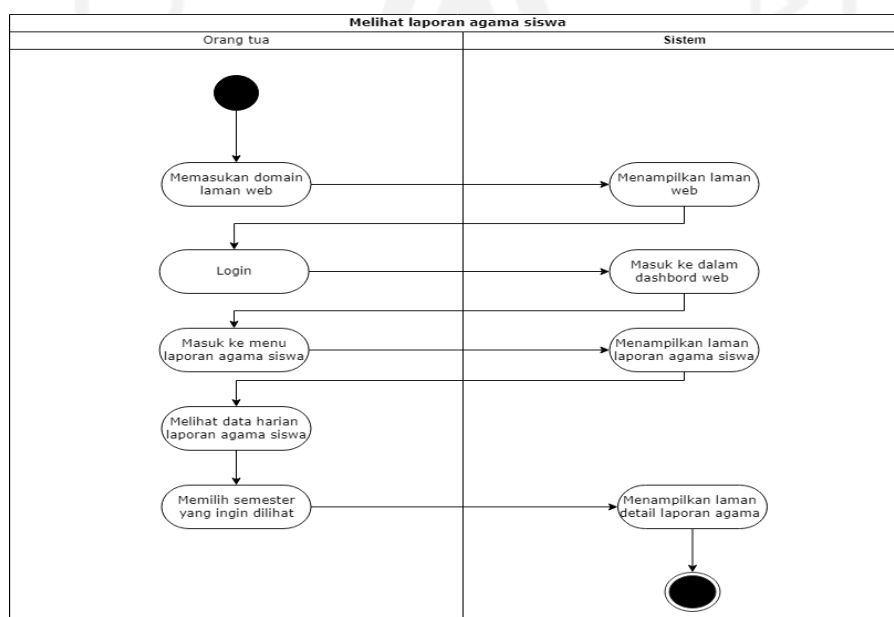 Melihat laporan agama siswa
Orang tua
Sistem
Memasukan domain
laman web
Menampilkan laman
web
Login
Masuk ke dalam
dashbord web
Masuk ke menu
laporan agama siswa
Menampilkan laman
laporan agama siswa
Melihat data harian
laporan agama siswa
Memilih semester
yang ingin dilihat
Menampilkan laman
detail laporan agama